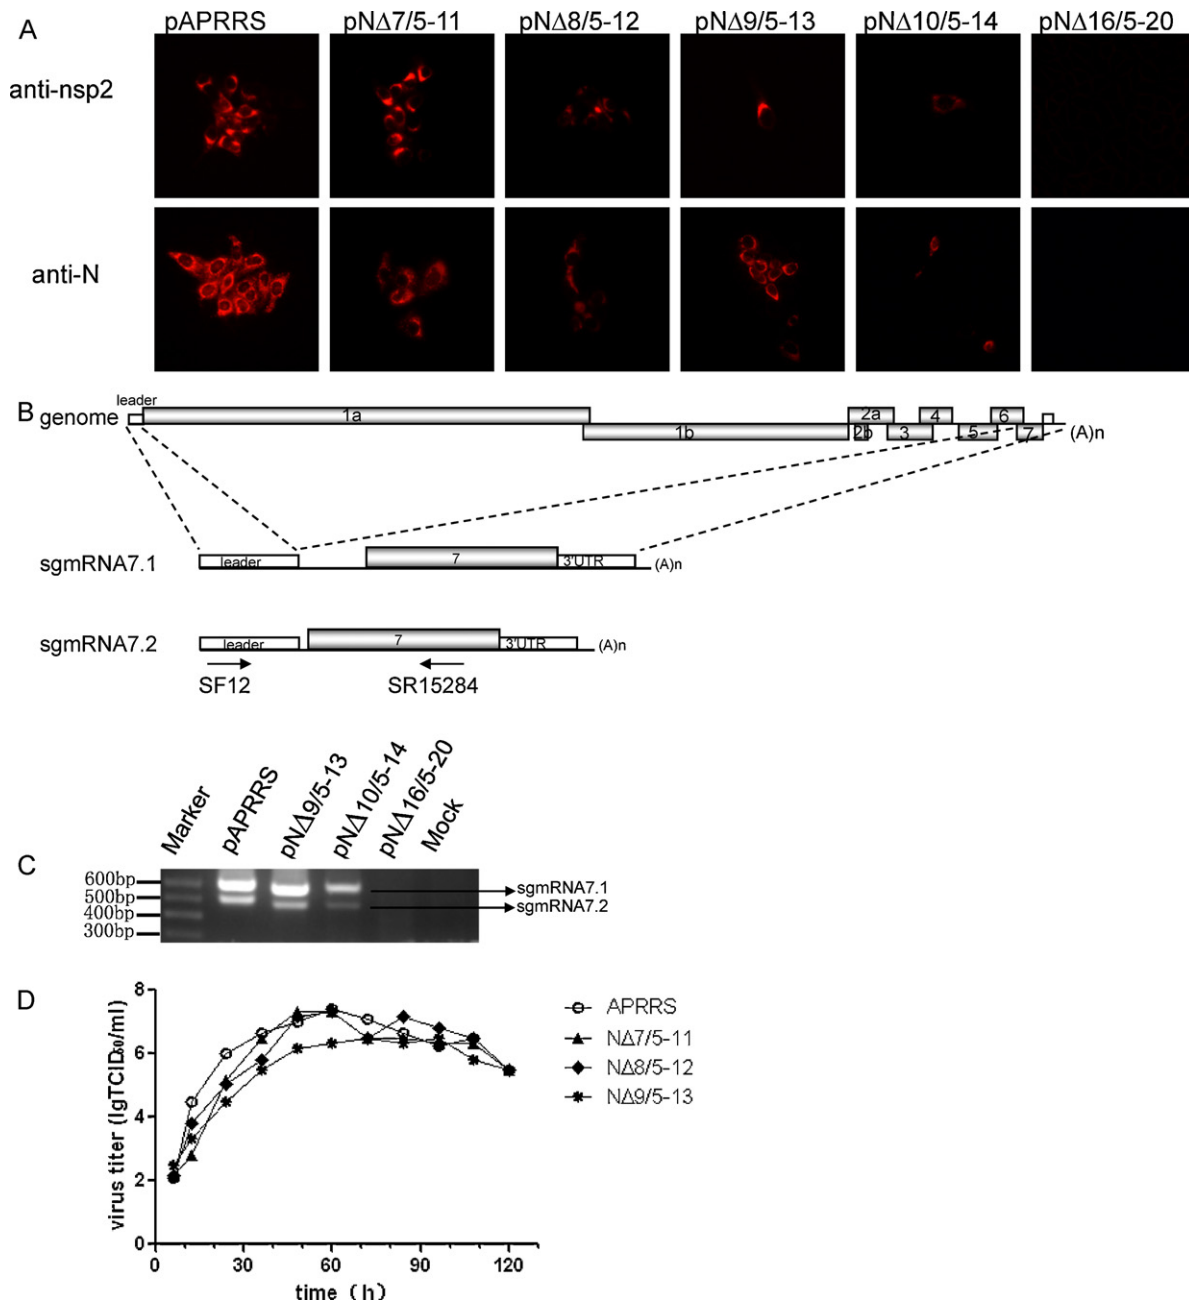 A
pAPRRS pNΔ7/5-11 pNΔ8/5-12 pNΔ9/5-13 pNΔ10/5-14 pNΔ16/5-20
anti-nsp2
anti-N
B
leader
genome 1a 1b 2a 2b 3 4 5 6 7 (A)n
sgmRNA7.1 leader 7 3'UTR (A)n
sgmRNA7.2 leader 7 3'UTR (A)n
SF12 SR15284
C
Marker pAPRRS pNΔ9/5-13 pNΔ10/5-14 pNΔ16/5-20 Mock
600bp
500bp
400bp
300bp
sgmRNA7.1
sgmRNA7.2
D
virus titer (lgTCID50/ml)
8
6
4
2
0
0 30 60 90 120
time (h)
APRRS
NΔ7/5-11
NΔ8/5-12
NΔ9/5-13